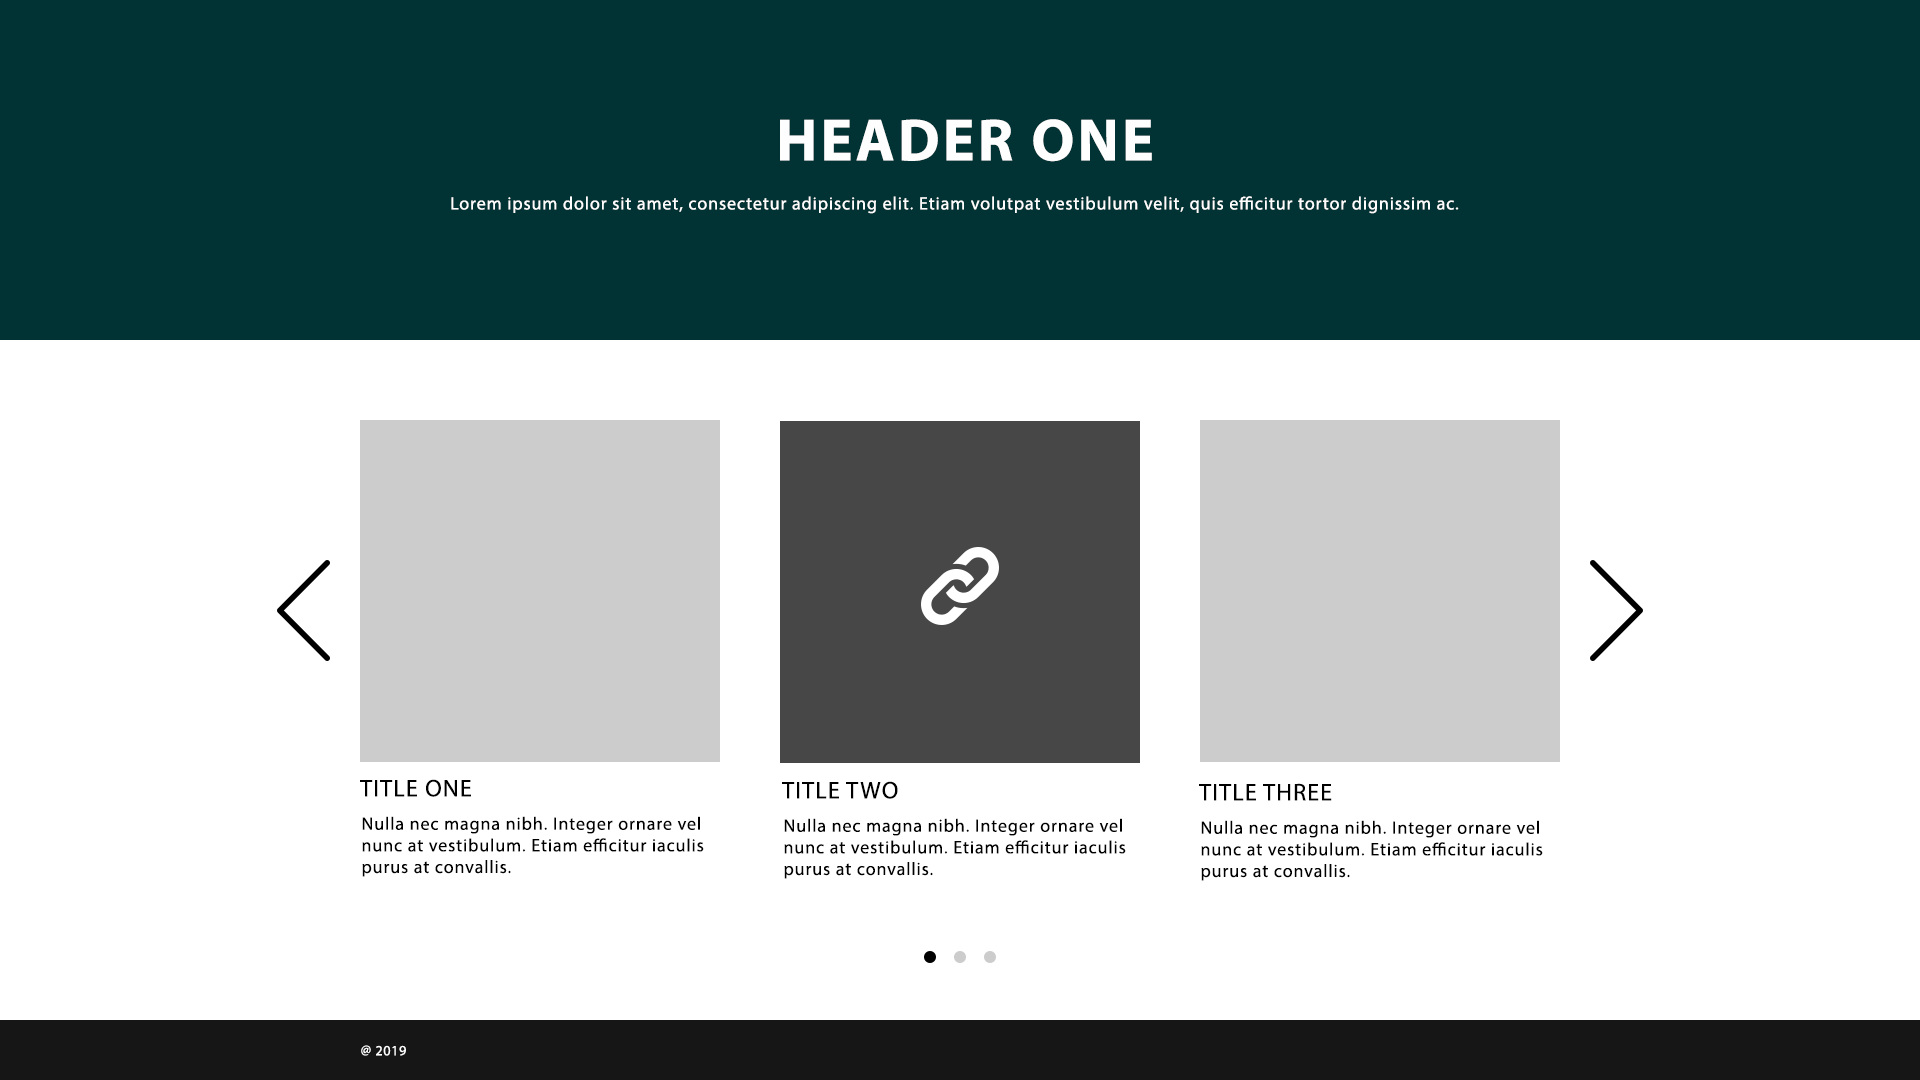 HEADER ONE
Lorem ipsum dolor sit amet, consectetur adipiscing elit. Etiam volutpat vestibulum velit, quis efficitur tortor dignissim ac.
TITLE ONE
Nulla nec magna nibh. Integer ornare vel
nunc at vestibulum. Etiam efficitur iaculis
purus at convallis.
TITLE TWO
Nulla nec magna nibh. Integer ornare vel
nunc at vestibulum. Etiam efficitur iaculis
purus at convallis.
TITLE THREE
Nulla nec magna nibh. Integer ornare vel
nunc at vestibulum. Etiam efficitur iaculis
purus at convallis.
@ 2019